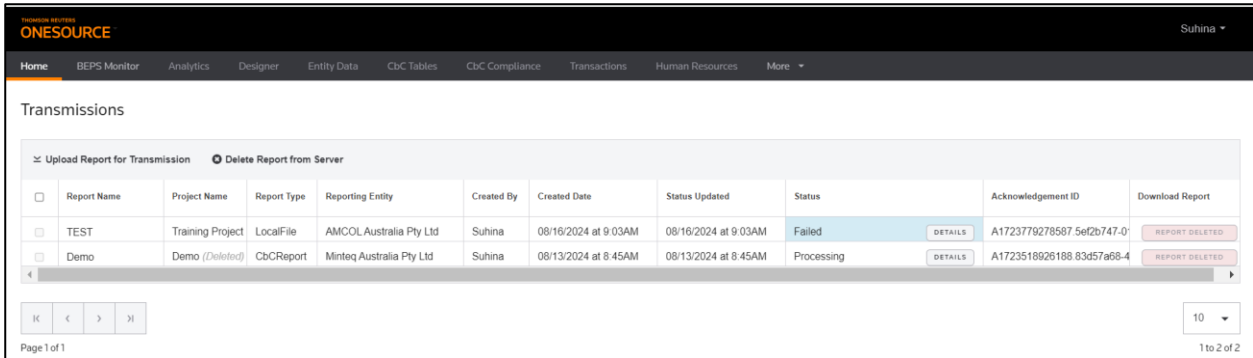 THOMSON REUTERS
ONESOURCE
Suhina
Home BEPS Monitor Analytics Designer Entity Data CbC Tables CbC Compliance Transactions Human Resources More
Transmissions
Upload Report for Transmission Delete Report from Server
Report Name Project Name Report Type Reporting Entity Created By Created Date Status Updated Status Acknowledgement ID Download Report
TEST Training Project LocalFile AMCOL Australia Pty Ltd Suhina 08/16/2024 at 9:03AM 08/16/2024 at 9:03AM Failed DETAILS A1723779278587.5ef2b747-0 REPORT DELETED
Demo Demo (Deleted) CbCReport Minteq Australia Pty Ltd Suhina 08/13/2024 at 8:45AM 08/13/2024 at 8:45AM Processing DETAILS A1723518926188.83d57a68-4 REPORT DELETED
10
Page 1 of 1 1 to 2 of 2